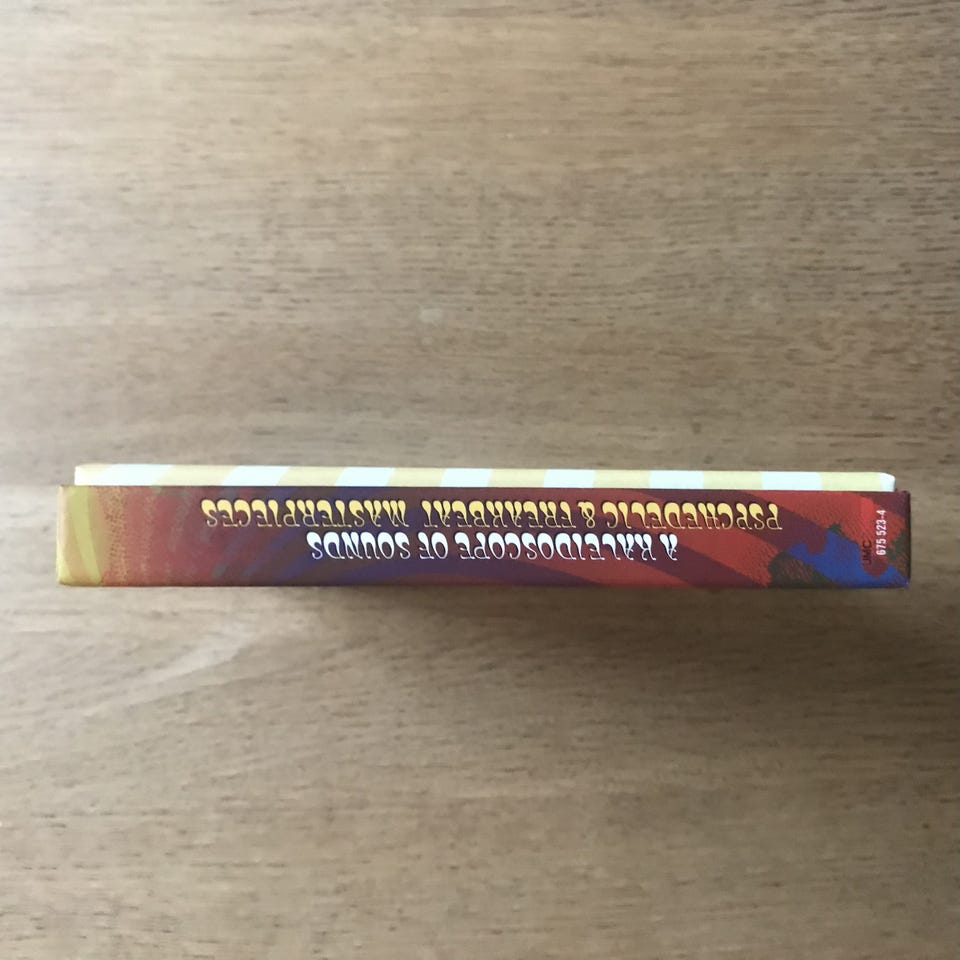 A KALEIDOSCOPE OF SOUNDS
PSYCHEDELIC & FREAKBEAT MASTERPIECES
UMC
675 523-4